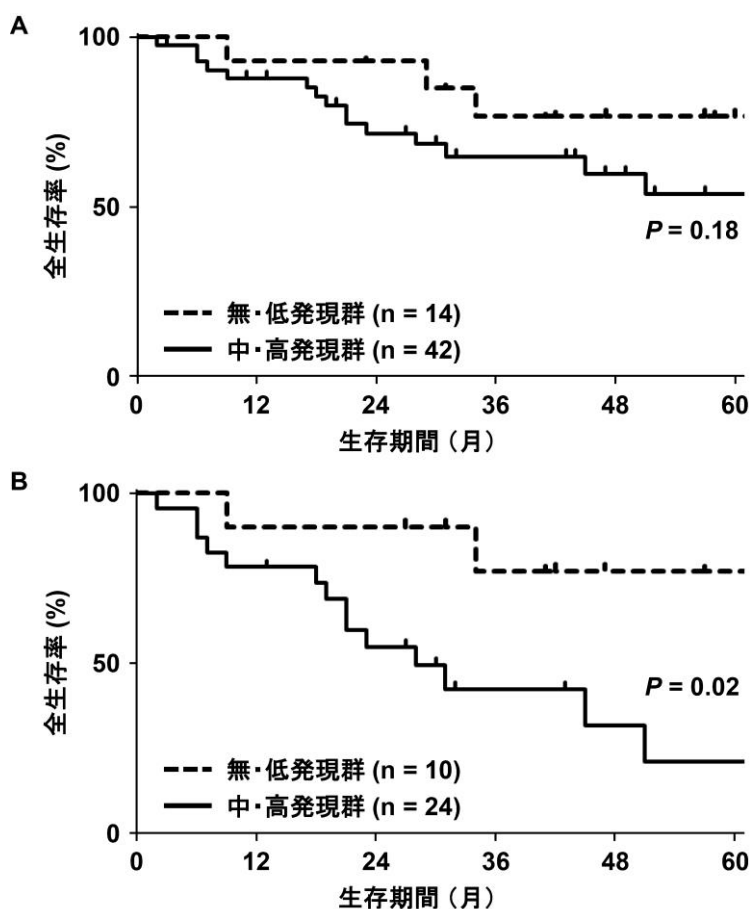 A
100
50
0
全生存率 (%)
P = 0.18
無・低発現群 (n = 14)
中・高発現群 (n = 42)
0 12 24 36 48 60
生存期間（月）
B
100
50
0
全生存率 (%)
P = 0.02
無・低発現群 (n = 10)
中・高発現群 (n = 24)
0 12 24 36 48 60
生存期間（月）